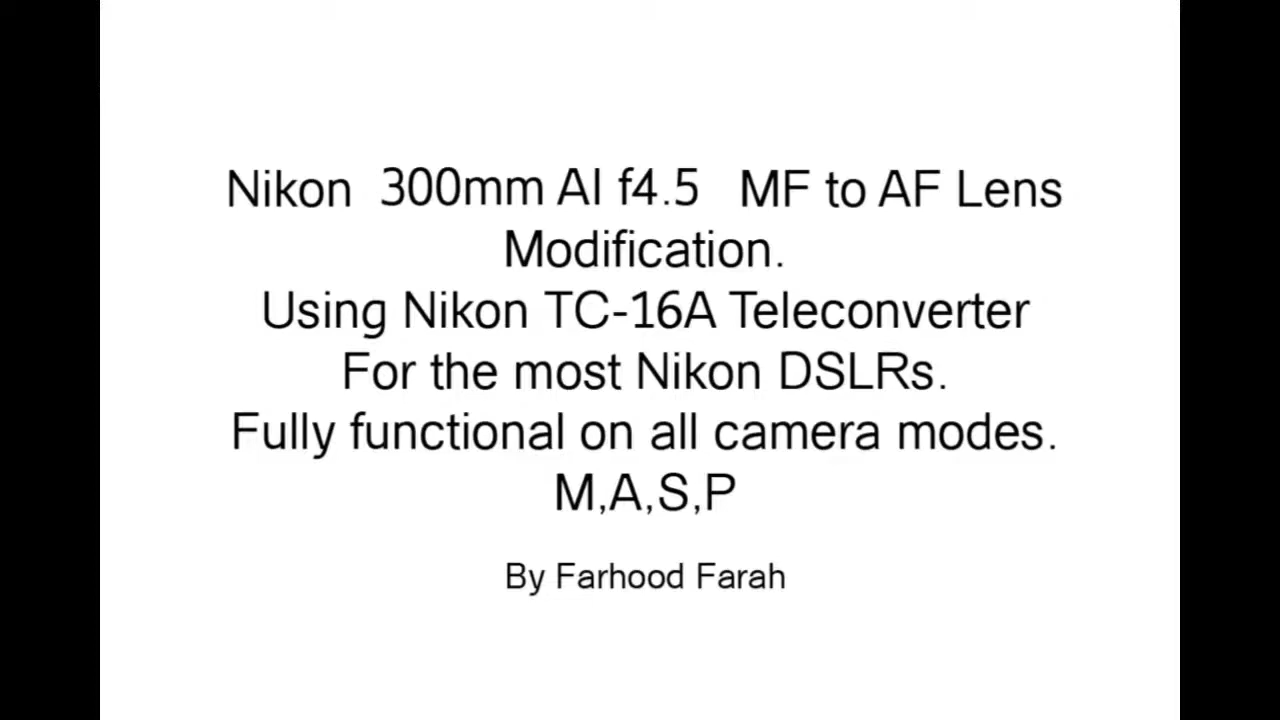 Nikon 300mm AI f4.5 MF to AF Lens
Modification.
Using Nikon TC-16A Teleconverter
For the most Nikon DSLRs.
Fully functional on all camera modes.
M,A,S,P
By Farhood Farah